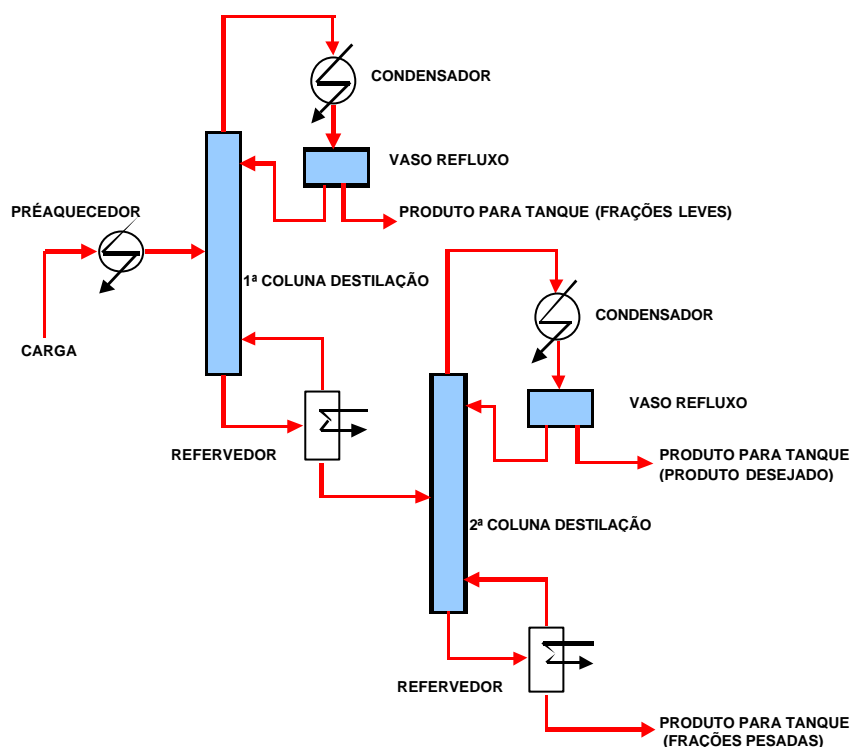 CONDENSADOR
VASO REFLUXO
PRÉAQUECEDOR
PRODUTO PARA TANQUE (FRAÇÕES LEVES)
1ª COLUNA DESTILAÇÃO
CONDENSADOR
CARGA
VASO REFLUXO
REFERVEDOR
PRODUTO PARA TANQUE
(PRODUTO DESEJADO)
2ª COLUNA DESTILAÇÃO
REFERVEDOR
PRODUTO PARA TANQUE
(FRAÇÕES PESADAS)